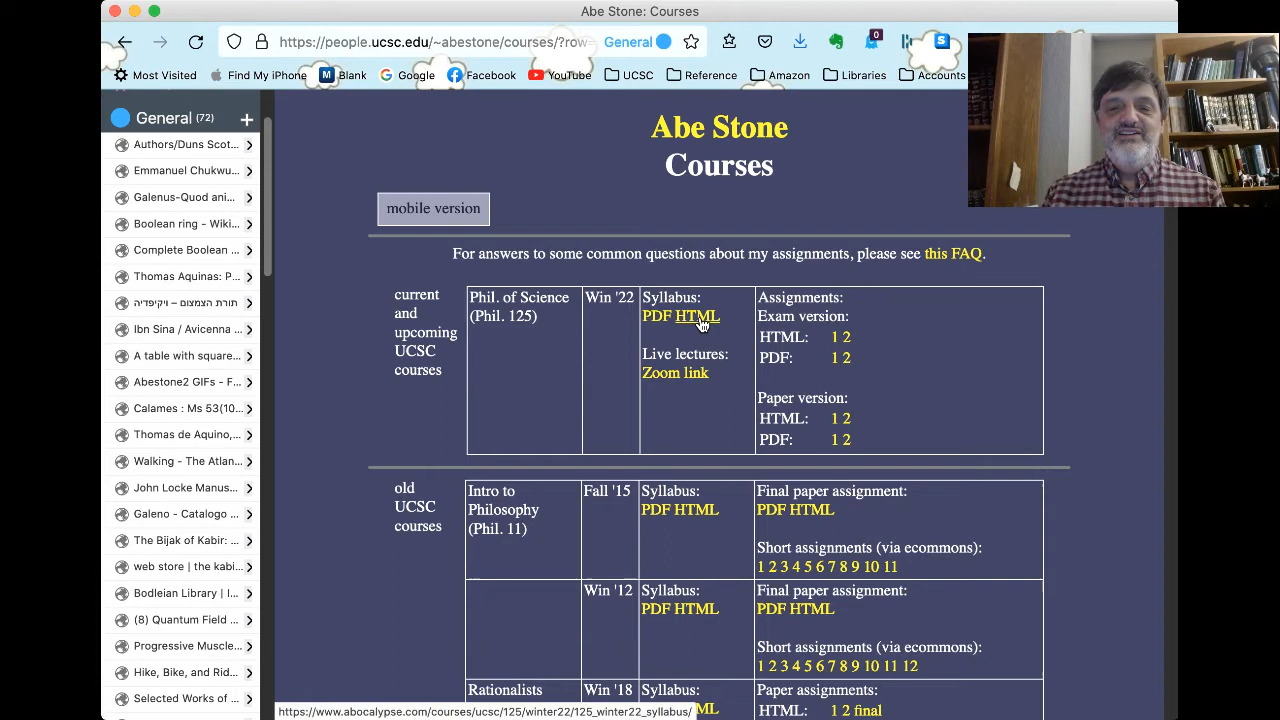 Abe Stone: Courses
https://people.ucsc.edu/~abestone/courses/?row=
General
0
S
Most Visited
Find My iPhone
M
Blank
Google
Facebook
YouTube
UCSC
Reference
Amazon
Libraries
Accounts
General (72)
+
Authors/Duns Scot...
Emmanuel Chukwu...
Galenus-Quod ani...
Boolean ring - Wiki...
Complete Boolean ...
Thomas Aquinas: P...
תורת הצמצום – ויקיפדיה
Ibn Sina / Avicenna ...
A table with square...
Abestone2 GIFs - F...
Calames : Ms 53(10...
Thomas de Aquino,...
Walking - The Atlan...
John Locke Manus...
Galeno - Catalogo ...
The Bijak of Kabir: ...
web store | the kabi...
Bodleian Library | I...
(8) Quantum Field ...
Progressive Muscle...
Hike, Bike, and Rid...
Selected Works of ...
Abe Stone
Courses
mobile version
For answers to some common questions about my assignments, please see this FAQ.
current
and
upcoming
UCSC
courses
Phil. of Science
(Phil. 125)
Win '22
Syllabus:
PDF HTML
Live lectures:
Zoom link
Assignments:
Exam version:
HTML: 1 2
PDF: 1 2
Paper version:
HTML: 1 2
PDF: 1 2
old
UCSC
courses
Intro to
Philosophy
(Phil. 11)
Fall '15
Syllabus:
PDF HTML
Final paper assignment:
PDF HTML
Short assignments (via ecommons):
1 2 3 4 5 6 7 8 9 10 11
Win '12
Syllabus:
PDF HTML
Final paper assignment:
PDF HTML
Short assignments (via ecommons):
1 2 3 4 5 6 7 8 9 10 11 12
Rationalists
Win '18
Syllabus:
ML
Paper assignments:
HTML: 1 2 final
https://www.abocalypse.com/courses/ucsc/125/winter22/125_winter22_syllabus/